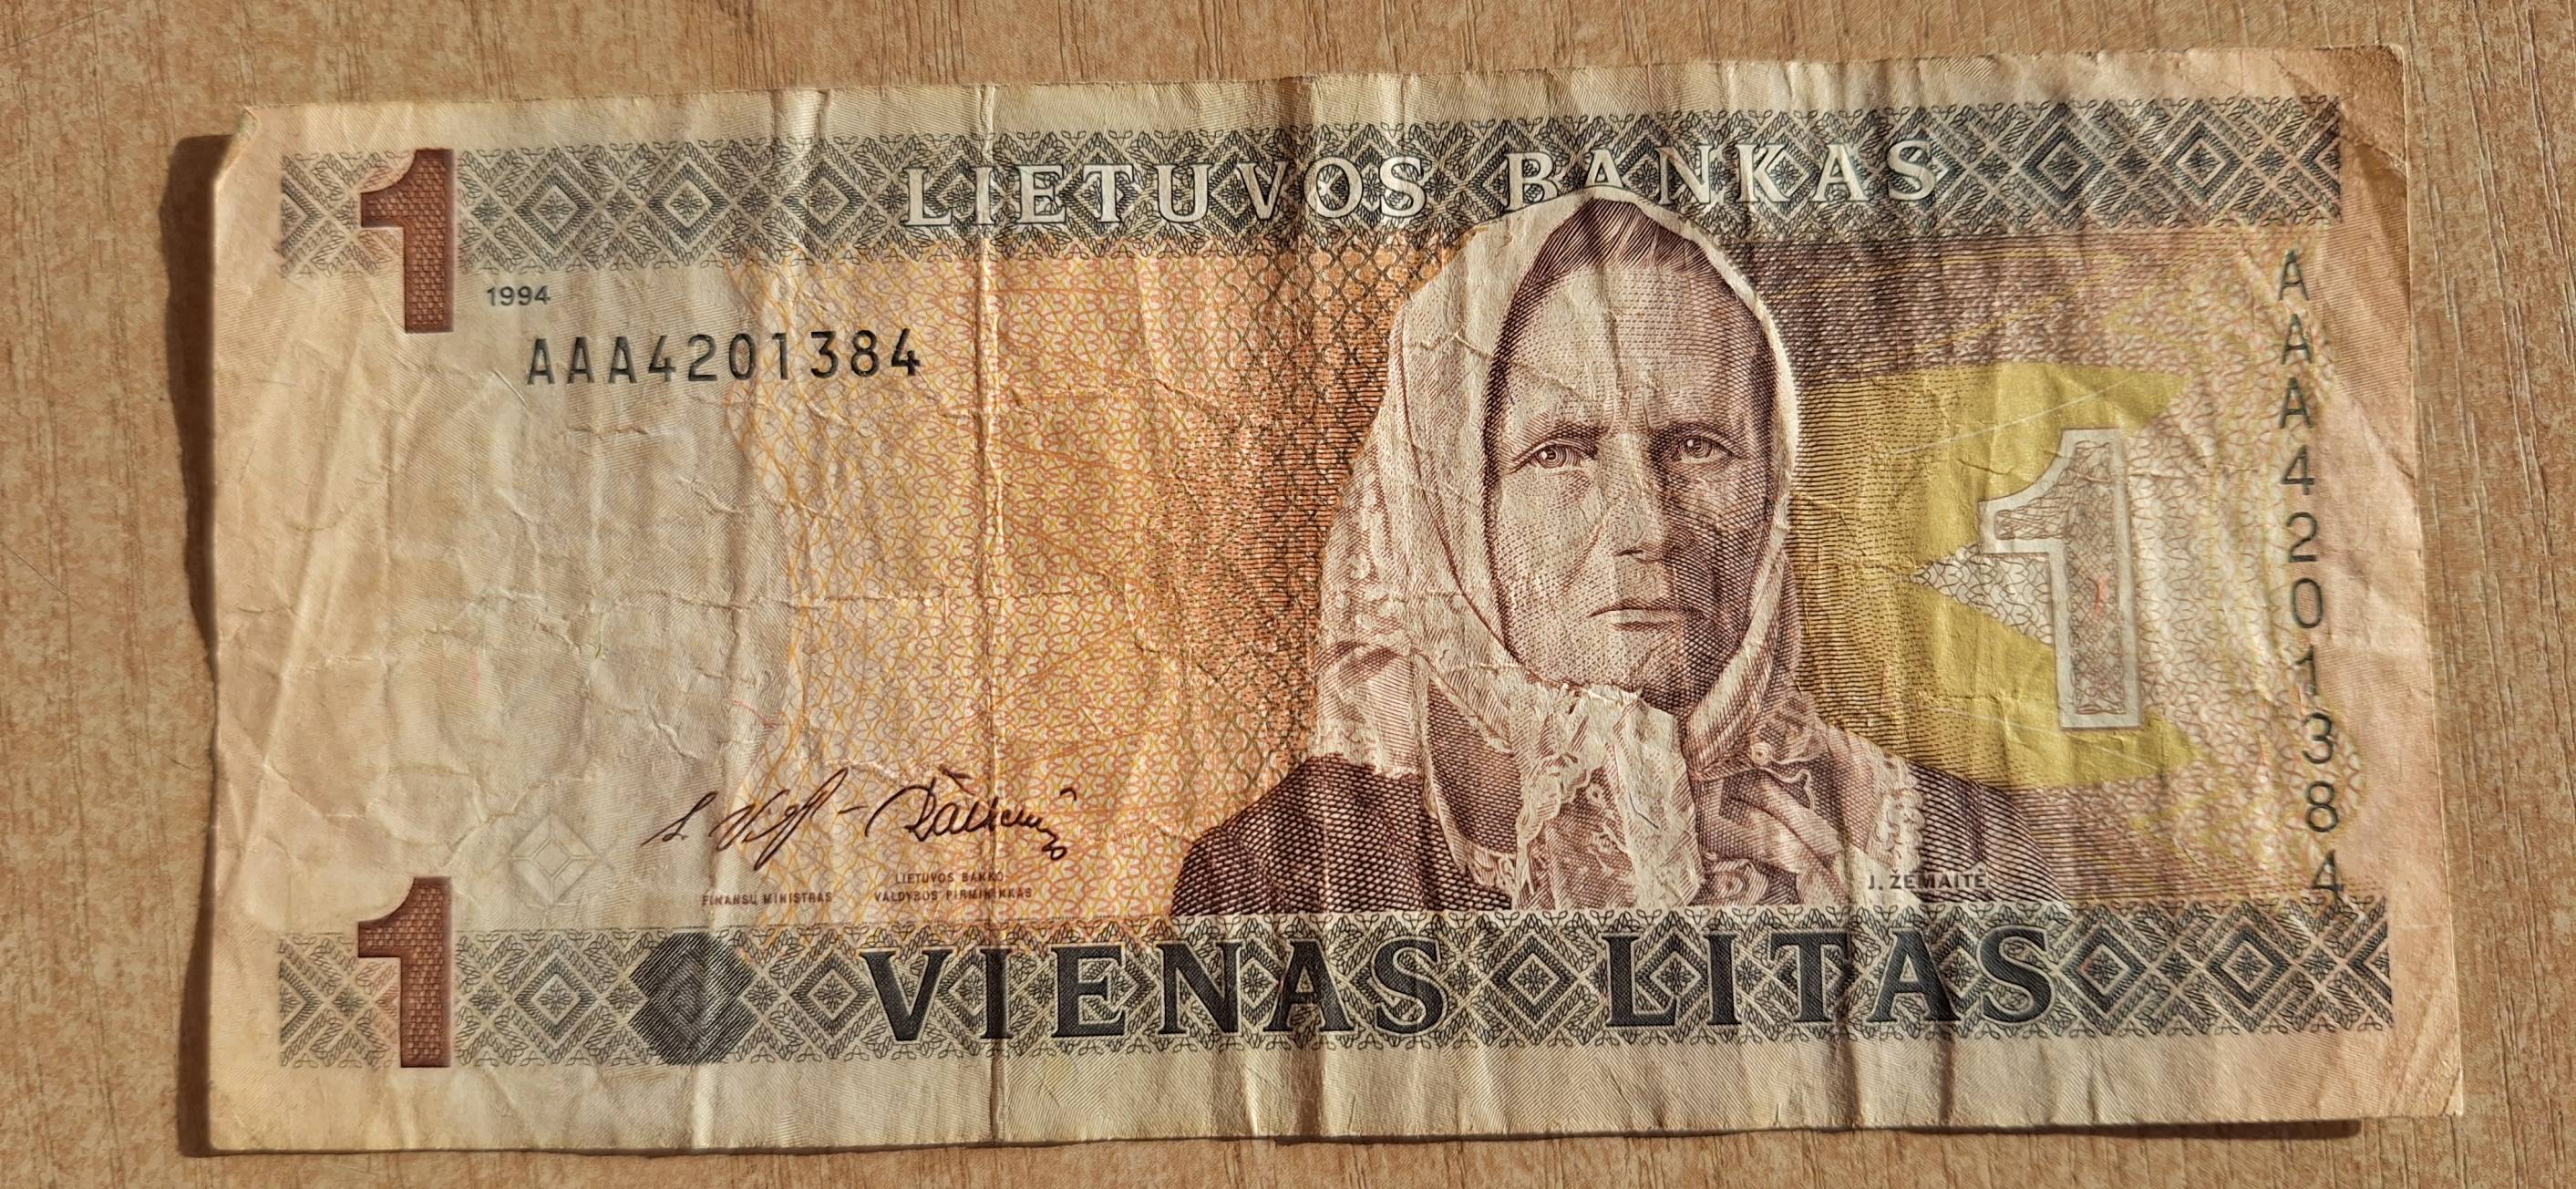 LIETUVOS BANKAS
1
1994
AAA4201384
AAA4201384
1
FINANSŲ MINISTRAS
LIETUVOS BANKO
VALDYBOS PIRMININKAS
J. ŽEMAITĖ
1
VIENAS LITAS